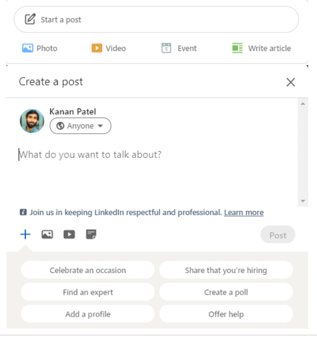 Start a post
Photo Video Event Write article
Create a post
Kanan Patel
Anyone
What do you want to talk about?
Join us in keeping LinkedIn respectful and professional. Learn more
Post
Celebrate an occasion Share that you're hiring
Find an expert Create a poll
Add a profile Offer help